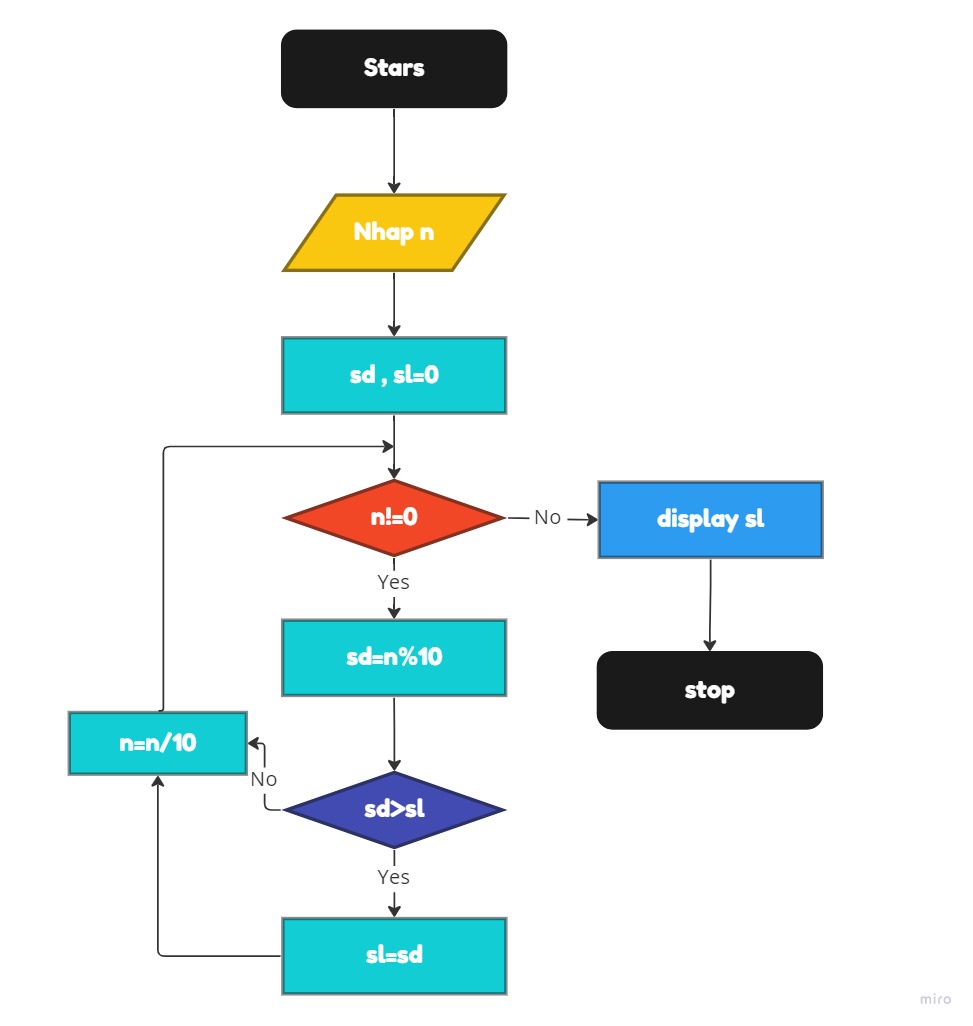 Stars
Nhap n
sd , sl=0
n!=0
No
display sl
Yes
sd=n%10
stop
n=n/10
No
sd>sl
Yes
sl=sd
miro